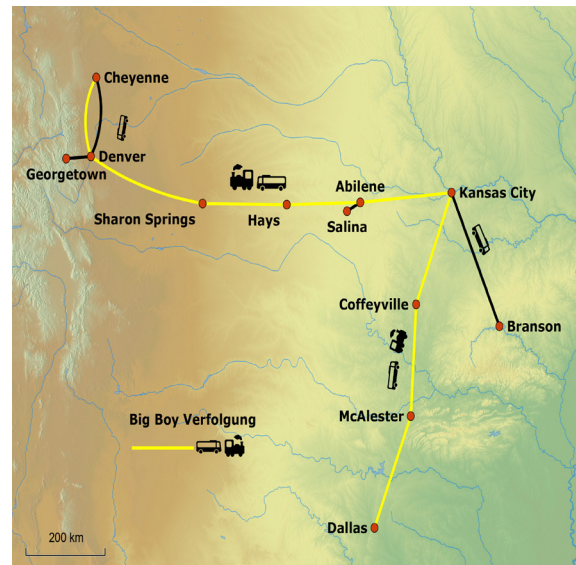 Cheyenne
Denver
Georgetown
Abilene
Kansas City
Sharon Springs
Hays
Salina
Coffeyville
Branson
Big Boy Verfolgung
McAlester
Dallas
200 km